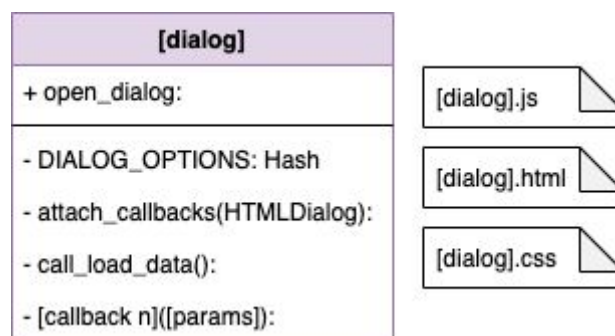 [dialog]
+ open_dialog:
- DIALOG_OPTIONS: Hash
- attach_callbacks(HTMLDialog):
- call_load_data():
- [callback n]([params]):
[dialog].js
[dialog].html
[dialog].css